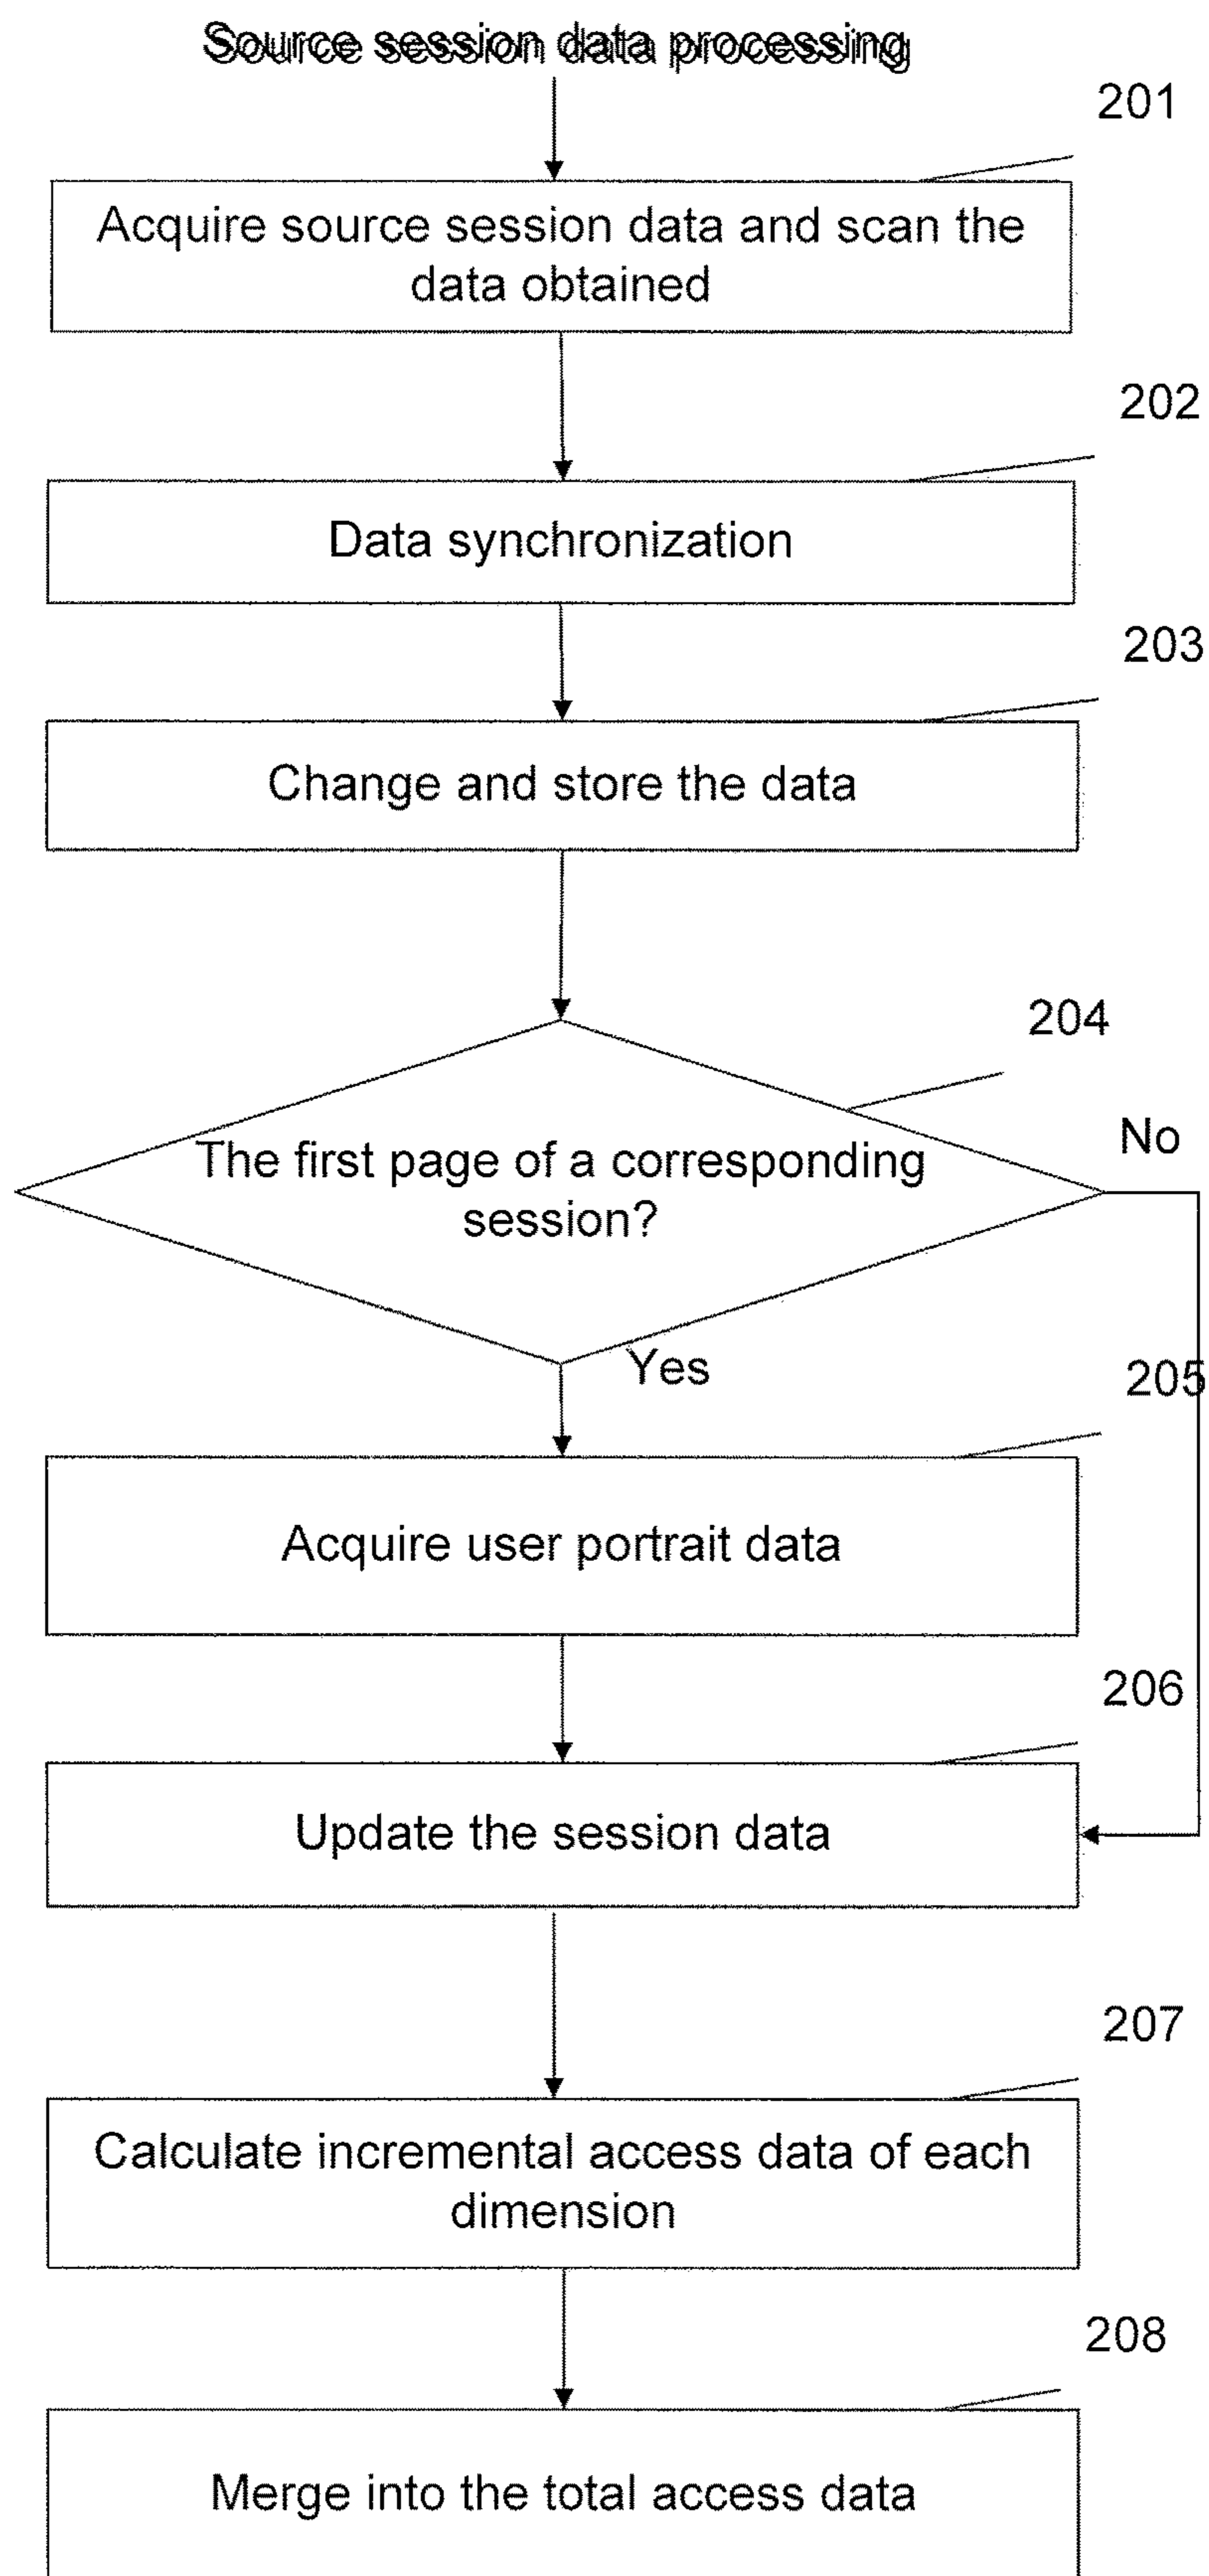 Source session data processing
201
Acquire source session data and scan the
data obtained
202
Data synchronization
203
Change and store the data
204
The first page of a corresponding
session?
No
Yes
205
Acquire user portrait data
206
Update the session data
207
Calculate incremental access data of each
dimension
208
Merge into the total access data